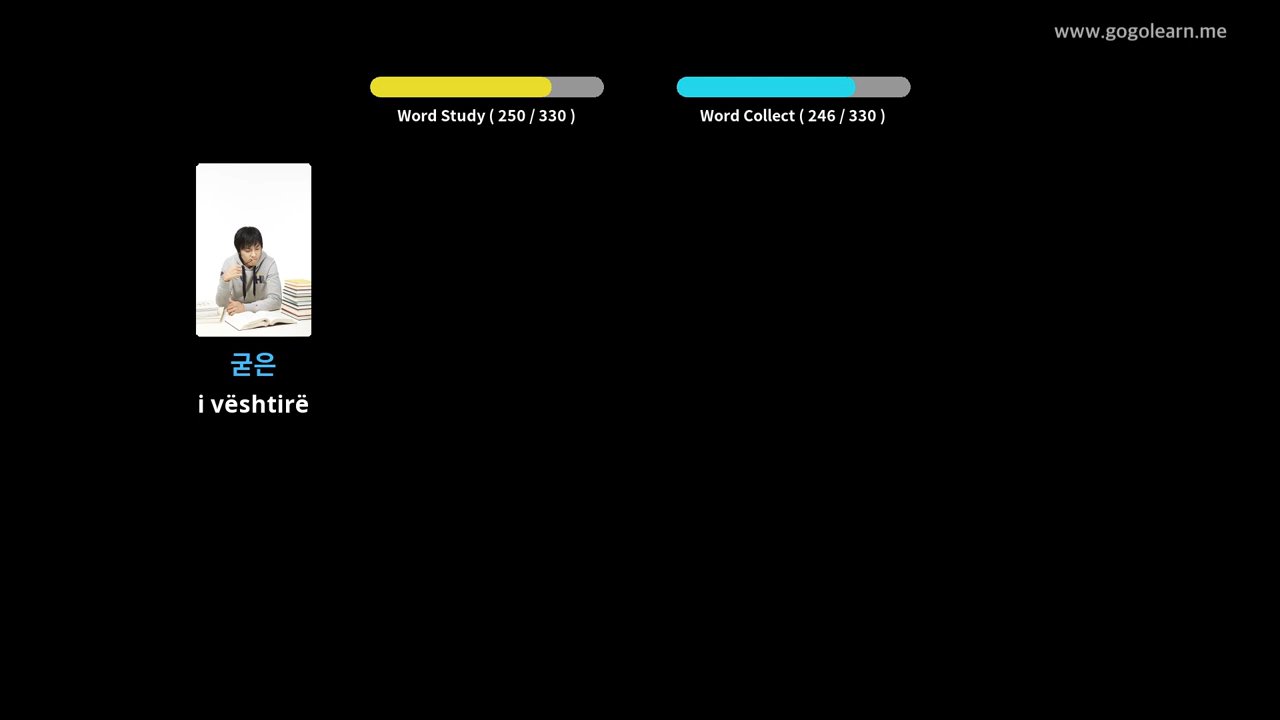 www.gogolearn.me
Word Study ( 250 / 330 )
Word Collect ( 246 / 330 )
굳은
i vështirë